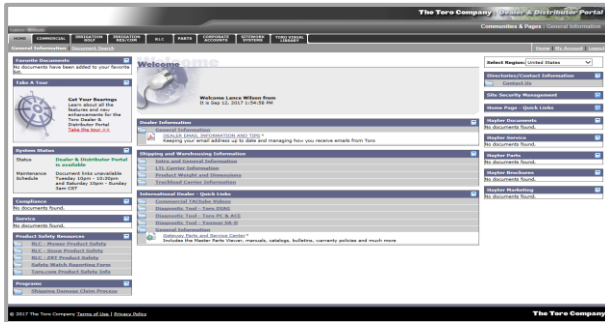 The Toro Company - Dealer & Distributor Portal
Communities & Pages : General Information
HOME
COMMERCIAL
IRRIGATION
GOLF
IRRIGATION
RES/COM
RLC
PARTS
CORPORATE
ACCOUNTS
SITEWORK
SYSTEMS
TORO VISUAL
LIBRARY
General Information Document Search
Home | My Account | Logout
Favorite Documents
No documents have been added to your favorite
list.
Take A Tour
Get Your Bearings
Learn about all the
features and new
enhancements for the
Toro Dealer &
Distributor Portal
Take the tour >>
System Status
Status
Dealer & Distributor Portal
is available
Maintenance
Schedule
Document links unavailable
Tuesday 10pm - 10:30pm
and Saturday 10pm - Sunday
3am CST
Compliance
No documents found.
Service
No documents found.
Product Safety Resources
RLC - Mower Product Safety
RLC - Snow Product Safety
RLC - ZRT Product Safety
Safety Watch Reporting Form
Toro.com Product Safety Info
Programs
Shipping Damage Claim Process
Welcome
Welcome Lance Wilson from
It is Sep 12, 2017 1:54:58 PM
Dealer Information
General Information
DEALER EMAIL INFORMATION AND TIPS *
Keeping your email address up to date and managing how you receive emails from Toro
Shipping and Warehousing Information
Intro and General Information
LTL Carrier Information
Product Weight and Dimensions
Truckload Carrier Information
International Dealer - Quick Links
Commercial TA/Tube Videos
Diagnostic Tool - Toro DIAG
Diagnostic Tool - Toro PC & ACE
Diagnostic Tool - Yanmar SA-D
General Information
Gateway Parts and Service Center *
Includes the Master Parts Viewer, manuals, catalogs, bulletins, warranty policies and much more
Select Region: United States
Directories/Contact Information
Contact Us
Site Security Management
Home Page - Quick Links
Hayter Documents
No documents found.
Hayter Service
No documents found.
Hayter Parts
No documents found.
Hayter Brochures
No documents found.
Hayter Marketing
No documents found.
© 2017 The Toro Company Terms of Use | Privacy Policy
The Toro Company